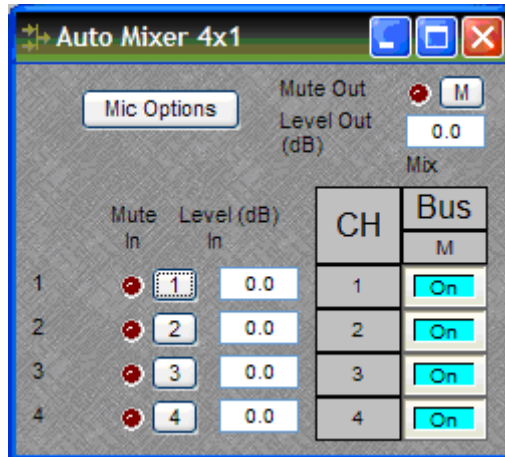 Auto Mixer 4x1
Mic Options
Mute Out
M
Level Out
(dB)
0.0
Mix
Mute
In
Level (dB)
In
CH
Bus
M
1 1 0.0 1 On
2 2 0.0 2 On
3 3 0.0 3 On
4 4 0.0 4 On